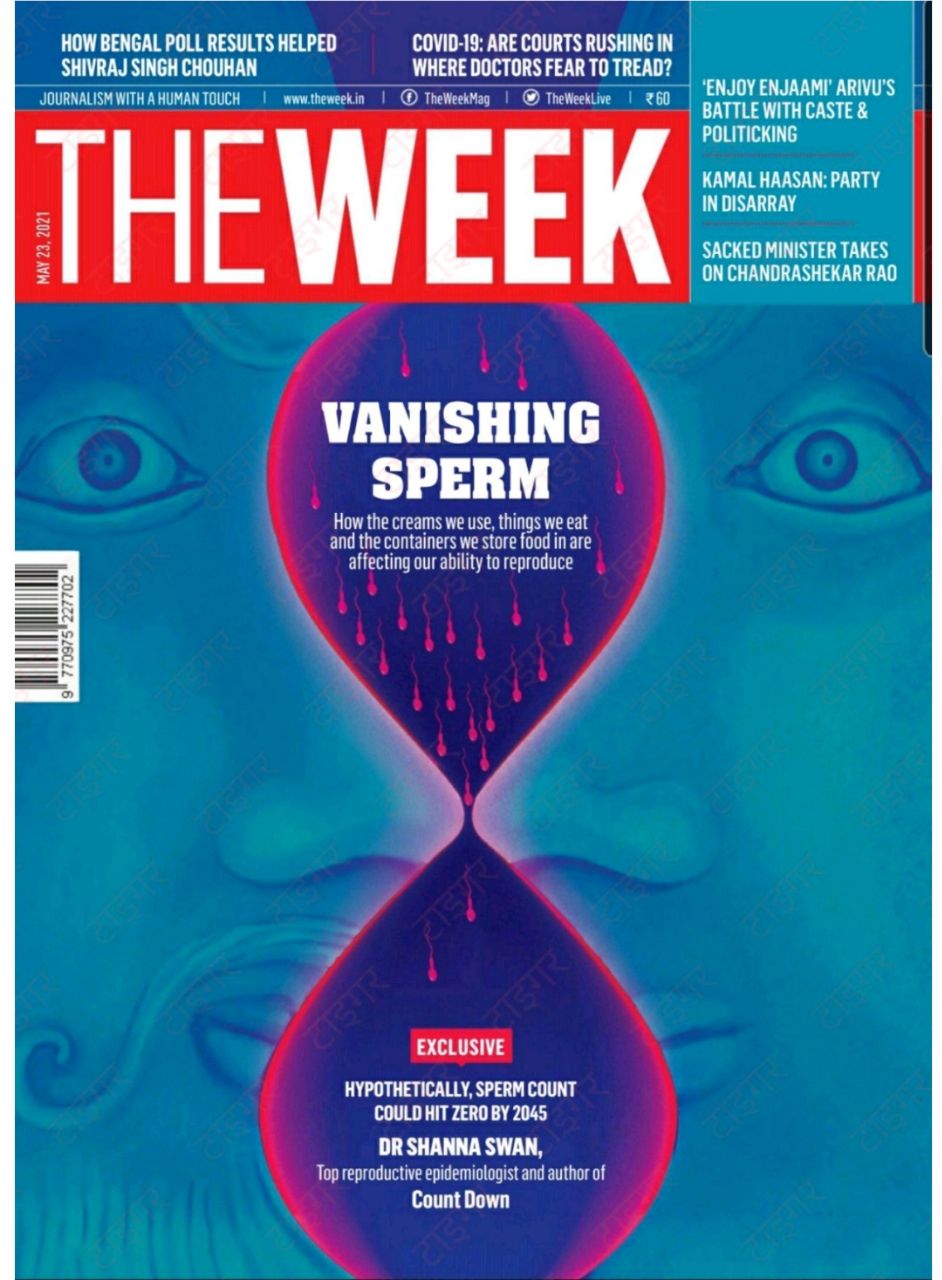 HOW BENGAL POLL RESULTS HELPED
SHIVRAJ SINGH CHOUHAN
COVID-19: ARE COURTS RUSHING IN
WHERE DOCTORS FEAR TO TREAD?
JOURNALISM WITH A HUMAN TOUCH | www.theweek.in | TheWeekMag | TheWeekLive | ₹60
'ENJOY ENJAAMI' ARIVU'S
BATTLE WITH CASTE &
POLITICKING
KAMAL HAASAN: PARTY
IN DISARRAY
SACKED MINISTER TAKES
ON CHANDRASHEKAR RAO
MAY 23, 2021
THE WEEK
VANISHING
SPERM
How the creams we use, things we eat
and the containers we store food in are
affecting our ability to reproduce
9 770975 227702
EXCLUSIVE
HYPOTHETICALLY, SPERM COUNT
COULD HIT ZERO BY 2045
DR SHANNA SWAN,
Top reproductive epidemiologist and author of
Count Down
टाइगर